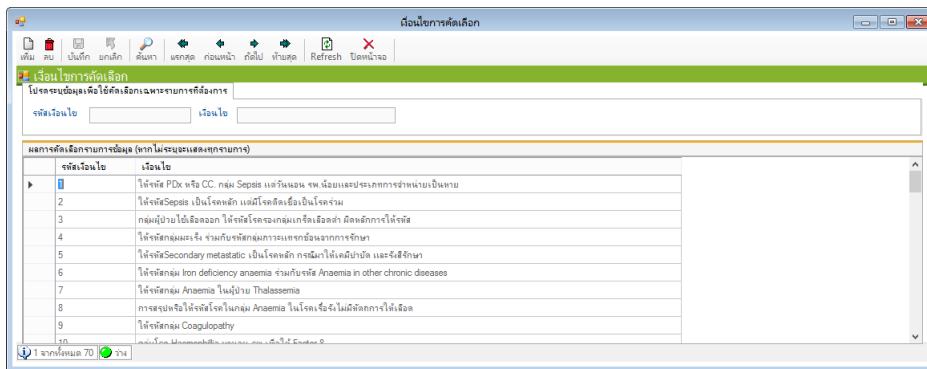 เงื่อนไขการคัดเลือก
เพิ่ม ลบ บันทึก ยกเลิก ค้นหา แรกสุด ก่อนหน้า ถัดไป ท้ายสุด Refresh ปิดหน้าจอ
เงื่อนไขการคัดเลือก
โปรดระบุข้อมูลเพื่อใช้คัดเลือกเฉพาะรายการที่ต้องการ
รหัสเงื่อนไข เงื่อนไข
ผลการคัดเลือกรายการข้อมูล (หากไม่ระบุจะแสดงทุกรายการ)
รหัสเงื่อนไข เงื่อนไข
1 ให้รหัส PDx หรือ CC. กลุ่ม Sepsis แต่วันนอน รพ.น้อยและประเภทการจำหน่ายเป็นหาย
2 ให้รหัสSepsis เป็นโรคหลัก แต่มีโรคติดเชื้อเป็นโรคร่วม
3 กลุ่มผู้ป่วยไข้เลือดออก ให้รหัสโรครองกลุ่มเกร็ดเลือดต่ำ ผิดหลักการให้รหัส
4 ให้รหัสกลุ่มมะเร็ง ร่วมกับรหัสกลุ่มภาวะแทรกซ้อนจากการรักษา
5 ให้รหัสSecondary metastatic เป็นโรคหลัก กรณีมาให้เคมีบำบัด และรังสีรักษา
6 ให้รหัสกลุ่ม Iron deficiency anaemia ร่วมกับรหัส Anaemia in other chronic diseases
7 ให้รหัสกลุ่ม Anaemia ในผู้ป่วย Thalassemia
8 การสรุปหรือให้รหัสโรคในกลุ่ม Anaemia ในโรคเรื้อรังไม่มีหัตถการให้เลือด
9 ให้รหัสกลุ่ม Coagulopathy
10 กลุ่มโรค Haemophillia มานอน รพ.เพื่อให้ Factor 8
1 จากทั้งหมด 70 ว่าง